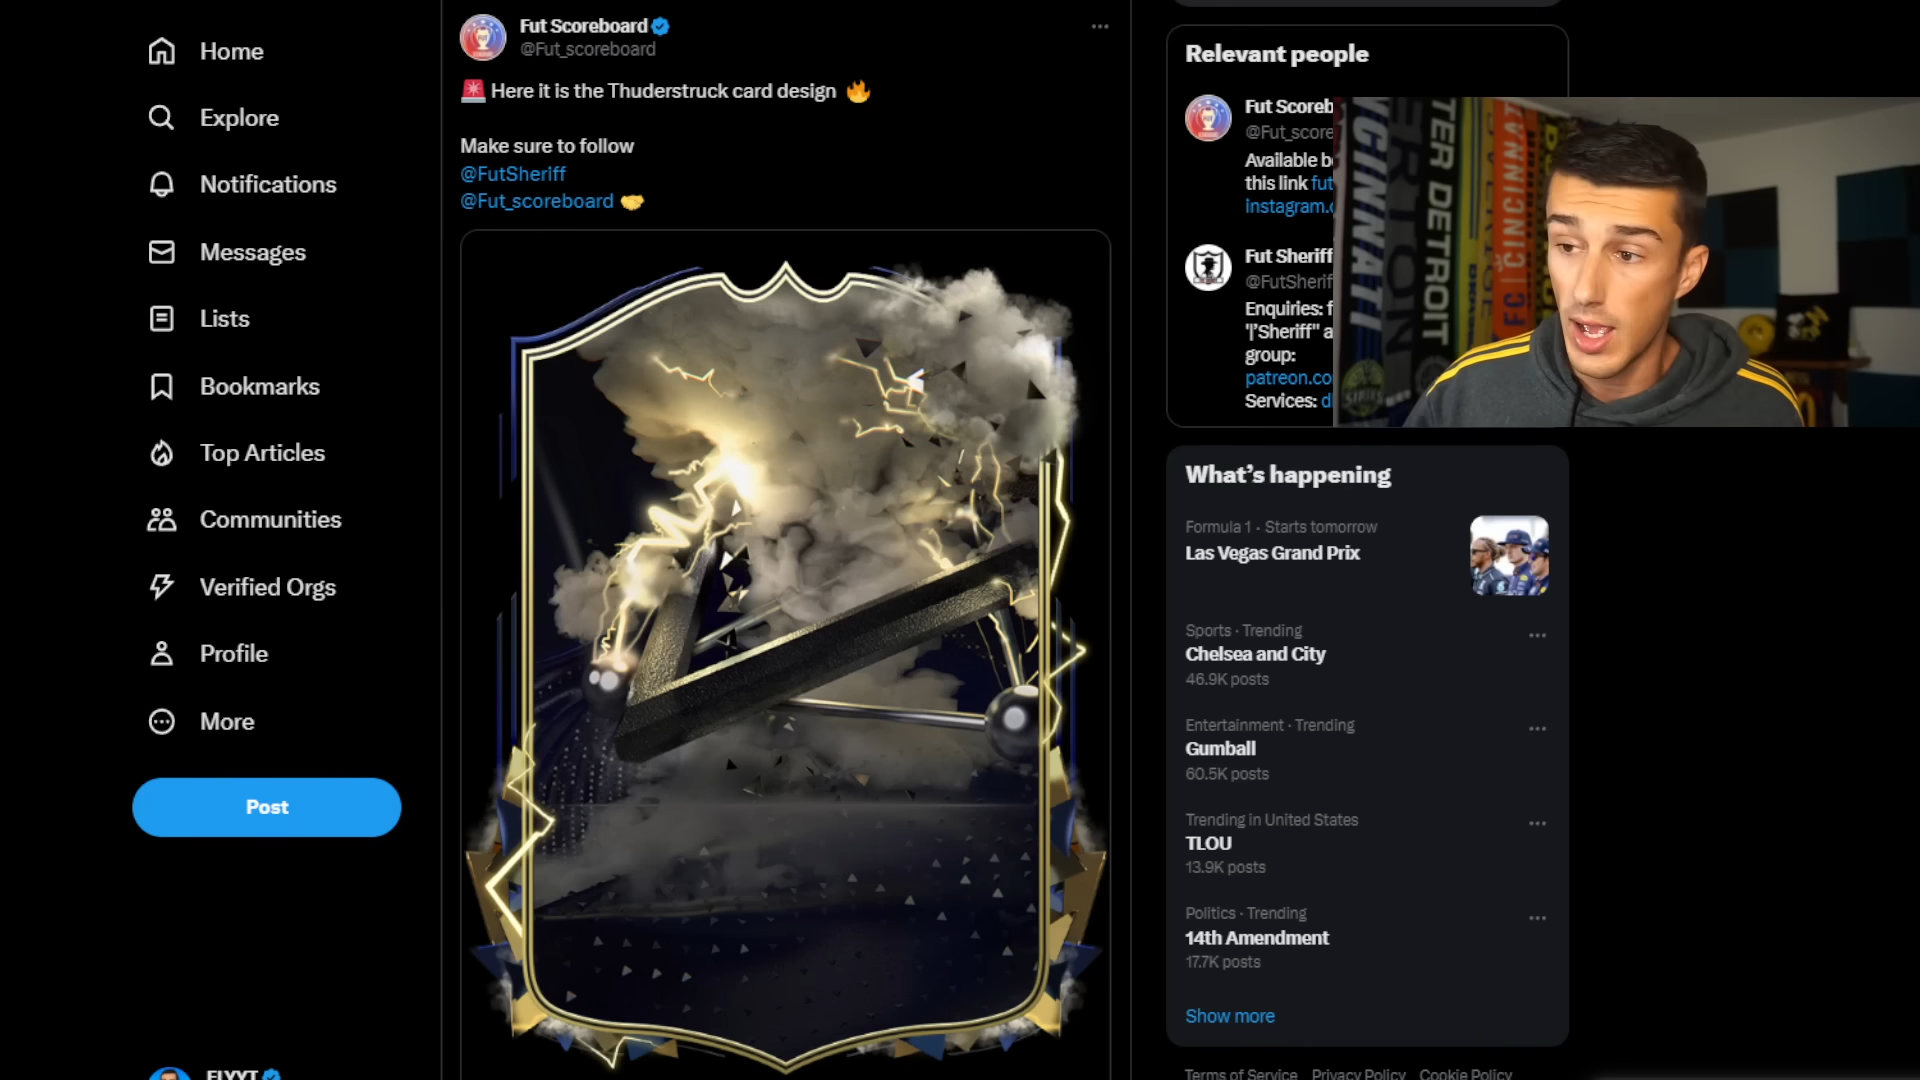 Home
Explore
Notifications
Messages
Lists
Bookmarks
Top Articles
Communities
Verified Orgs
Profile
More
Post
FLYYT
Fut Scoreboard
@Fut_scoreboard
Here it is the Thuderstruck card design
Make sure to follow
@FutSheriff
@Fut_scoreboard
Relevant people
Fut Scoreb
@Fut_score
Available b
this link fut
instagram.c
Fut Sheriff
@FutSherif
Enquiries: f
"|'Sheriff" a
group:
patreon.co
Services: d
CINNATI
TER DETROIT
FC CINCINNAT
What's happening
Formula 1 · Starts tomorrow
Las Vegas Grand Prix
Sports · Trending
Chelsea and City
46.9K posts
Entertainment · Trending
Gumball
60.5K posts
Trending in United States
TLOU
13.9K posts
Politics · Trending
14th Amendment
17.7K posts
Show more
Terms of Service Privacy Policy Cookie Policy